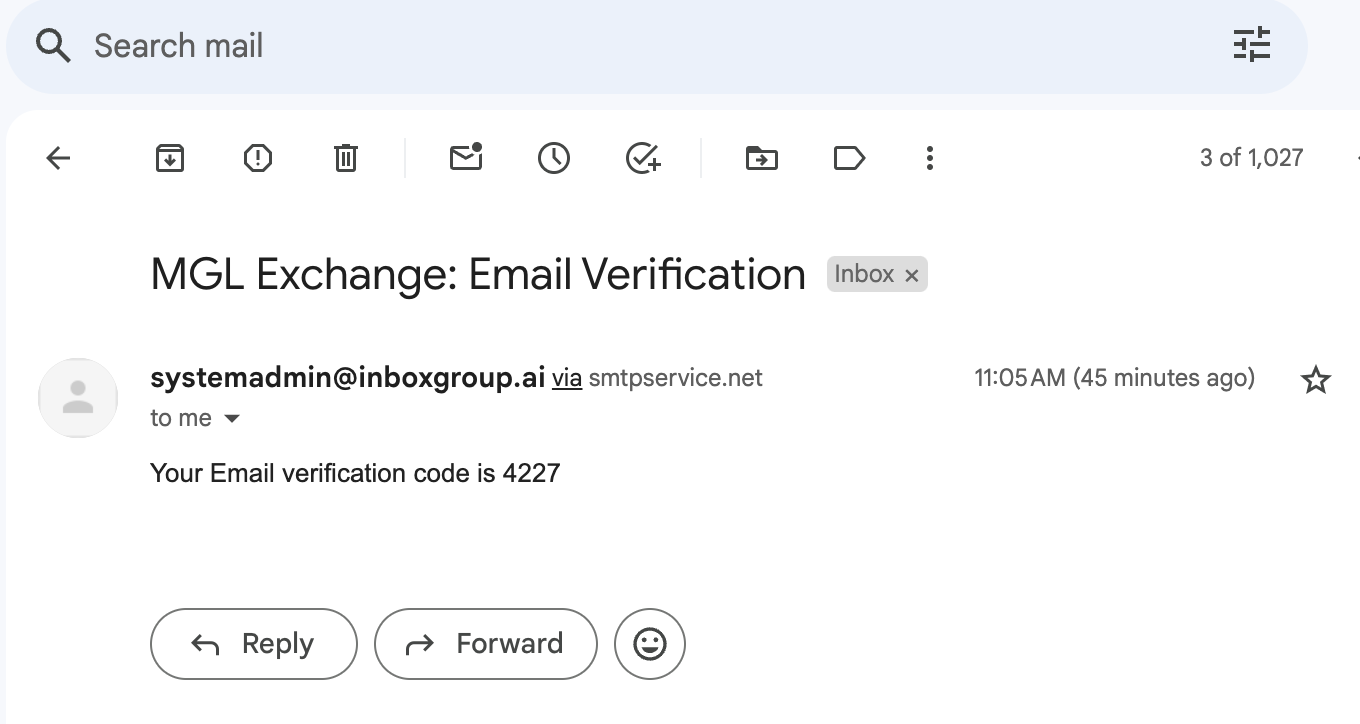 Search mail
3 of 1,027
MGL Exchange: Email Verification Inbox ×
systemadmin@inboxgroup.ai via smtpservice.net 11:05 AM (45 minutes ago)
to me
Your Email verification code is 4227
Reply Forward